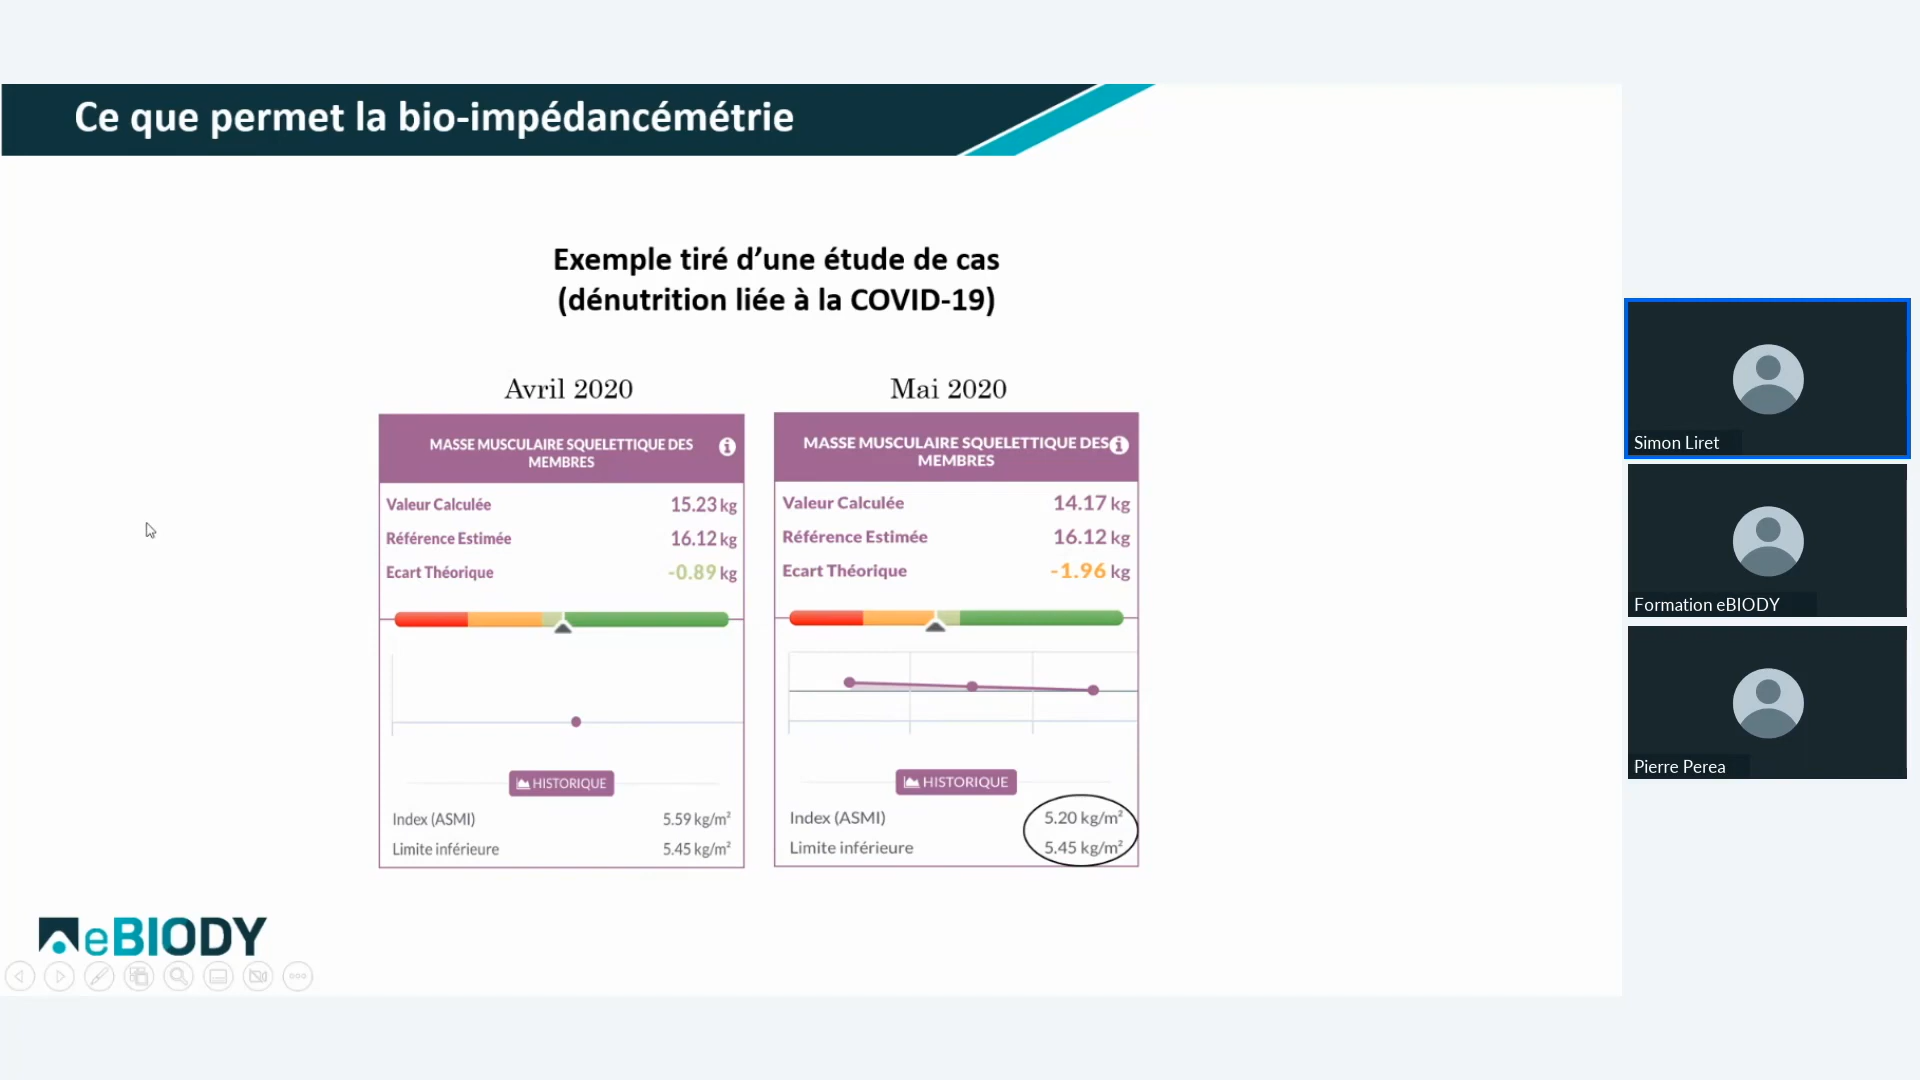 Ce que permet la bio-impédancémétrie
Exemple tiré d’une étude de cas
(dénutrition liée à la COVID-19)
Avril 2020
MASSE MUSCULAIRE SQUELETTIQUE DES
MEMBRES
Valeur Calculée 15.23 kg
Référence Estimée 16.12 kg
Ecart Théorique -0.89 kg
HISTORIQUE
Index (ASMI) 5.59 kg/m²
Limite inférieure 5.45 kg/m²
Mai 2020
MASSE MUSCULAIRE SQUELETTIQUE DES
MEMBRES
Valeur Calculée 14.17 kg
Référence Estimée 16.12 kg
Ecart Théorique -1.96 kg
HISTORIQUE
Index (ASMI) 5.20 kg/m²
Limite inférieure 5.45 kg/m²
eBIODY
Simon Liret
Formation eBIODY
Pierre Perea